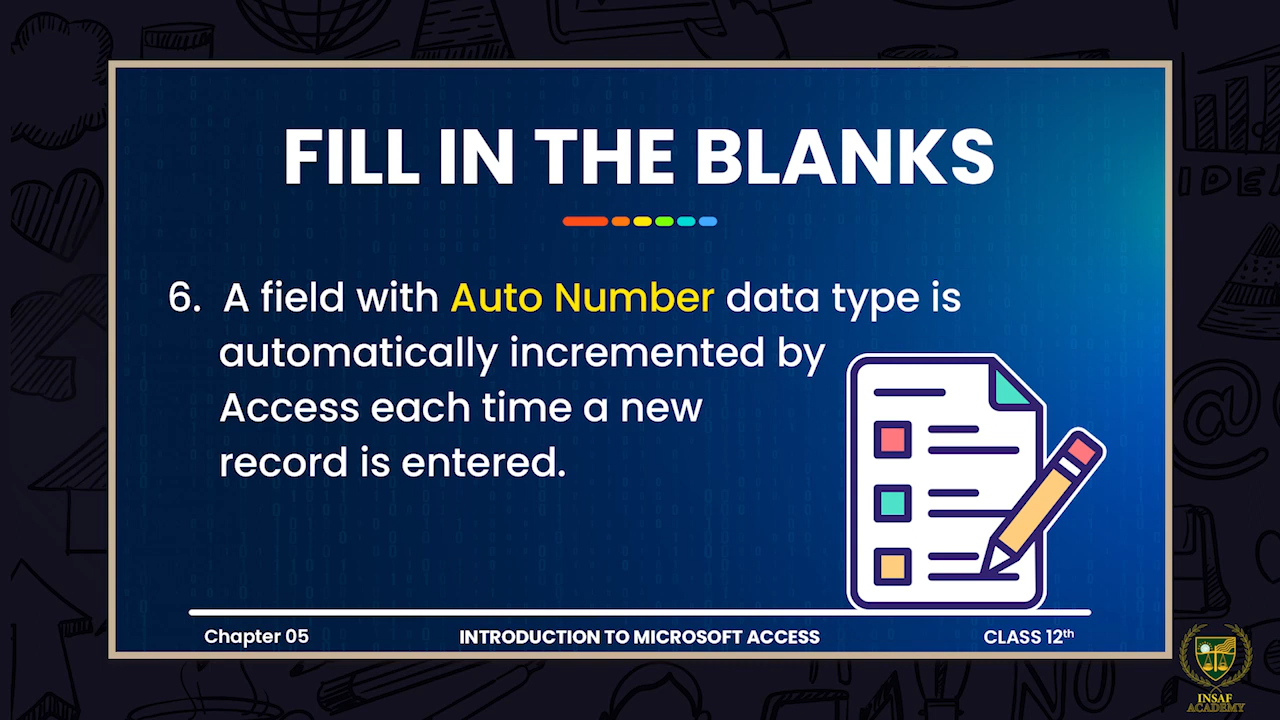 FILL IN THE BLANKS
6. A field with Auto Number data type is
automatically incremented by
Access each time a new
record is entered.
Chapter 05
INTRODUCTION TO MICROSOFT ACCESS
CLASS 12th
IDEA
INSAF
ACADEMY